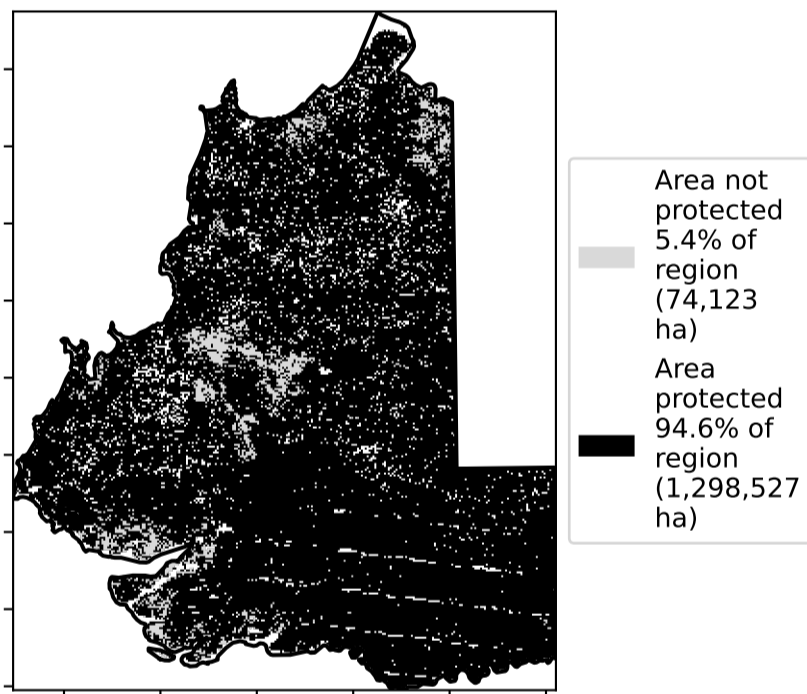 Area not
protected
5.4% of
region
(74,123
ha)
Area
protected
94.6% of
region
(1,298,527
ha)